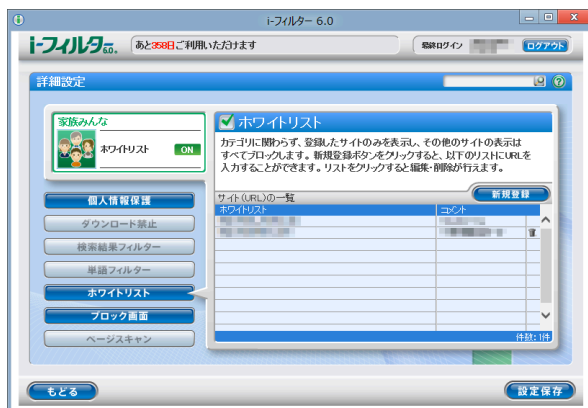 i-フィルター 6.0
i-フィルター 6.0. あと358日ご利用いただけます 最終ログイン ログアウト
詳細設定
家族みんな
ホワイトリスト ON
個人情報保護
ダウンロード禁止
検索結果フィルター
単語フィルター
ホワイトリスト
ブロック画面
ページスキャン
ホワイトリスト
カテゴリに関わらず、登録したサイトのみを表示し、その他のサイトの表示は
すべてブロックします。新規登録ボタンをクリックすると、以下のリストにURLを
入力することができます。リストをクリックすると編集・削除が行えます。
新規登録
サイト(URL)の一覧
ホワイトリスト コメント
件数:1件
もどる 設定保存